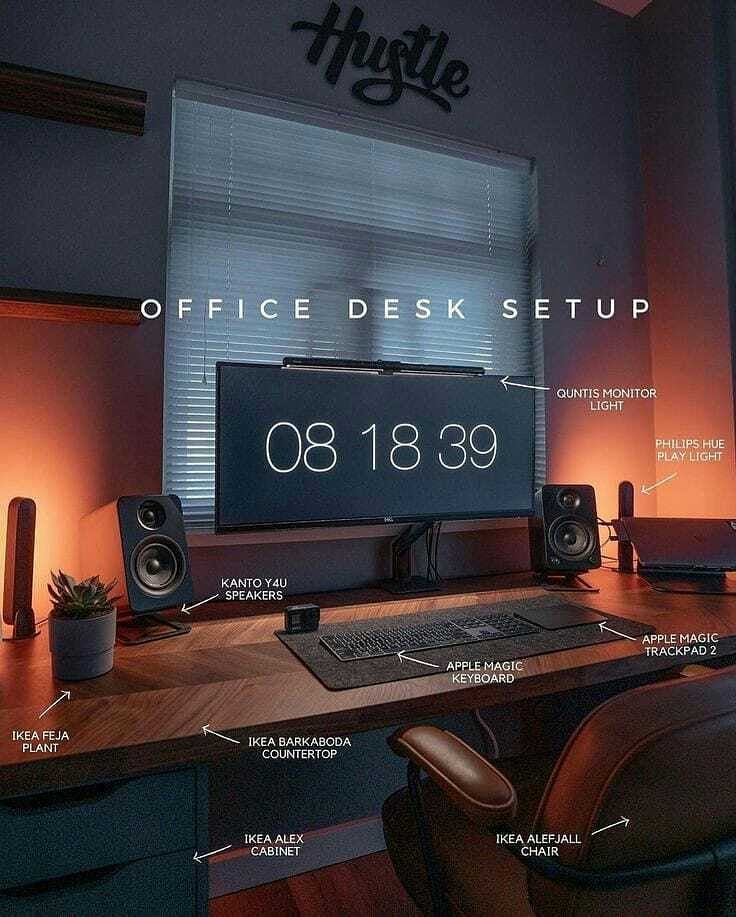 Hustle
OFFICE DESK SETUP
QUNTIS MONITOR
LIGHT
08 18 39
PHILIPS HUE
PLAY LIGHT
DELL
KANTO Y4U
SPEAKERS
APPLE MAGIC
TRACKPAD 2
APPLE MAGIC
KEYBOARD
IKEA FEJA
PLANT
IKEA BARKABODA
COUNTERTOP
IKEA ALEX
CABINET
IKEA ALEFJALL
CHAIR